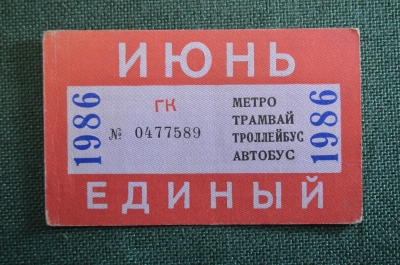 ИЮНЬ
1986
ГК
№ 0477589
МЕТРО
ТРАМВАЙ
ТРОЛЛЕЙБУС
АВТОБУС
1986
ЕДИНЫЙ